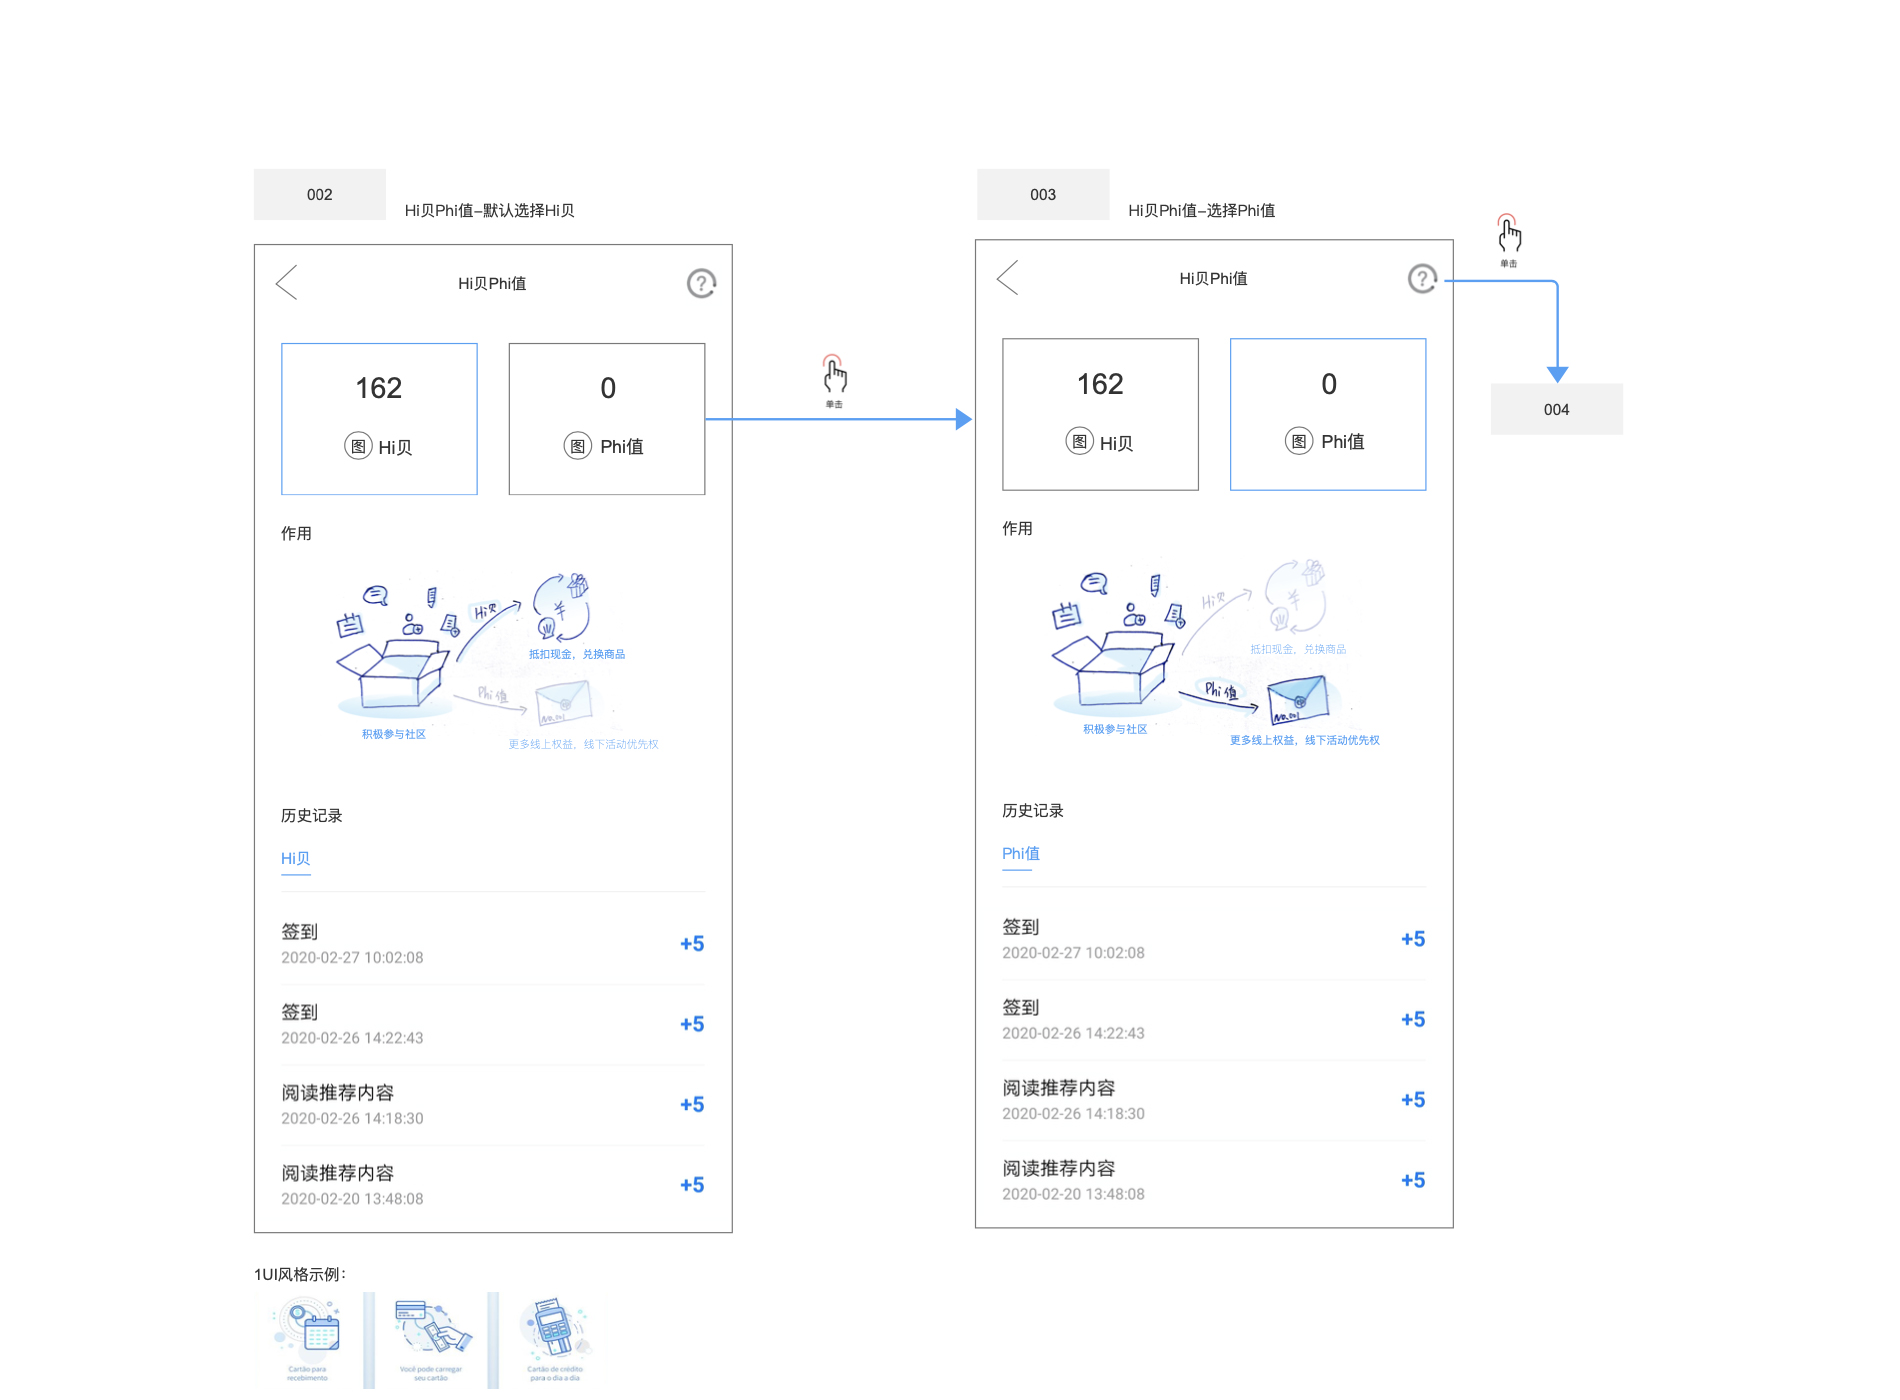 002
Hi贝Phi值-默认选择Hi贝
Hi贝Phi值
?
162
图 Hi贝
0
图 Phi值
单击
作用
Hi贝
¥
抵扣现金，兑换商品
Phi值
No.001
积极参与社区
更多线上权益，线下活动优先权
历史记录
Hi贝
签到
2020-02-27 10:02:08
+5
签到
2020-02-26 14:22:43
+5
阅读推荐内容
2020-02-26 14:18:30
+5
阅读推荐内容
2020-02-20 13:48:08
+5
003
Hi贝Phi值-选择Phi值
单击
Hi贝Phi值
?
004
162
图 Hi贝
0
图 Phi值
作用
Hi贝
¥
抵扣现金，兑换商品
Phi值
No.001
积极参与社区
更多线上权益，线下活动优先权
历史记录
Phi值
签到
2020-02-27 10:02:08
+5
签到
2020-02-26 14:22:43
+5
阅读推荐内容
2020-02-26 14:18:30
+5
阅读推荐内容
2020-02-20 13:48:08
+5
1UI风格示例：
Cartão para
recebimento
Você pode carregar
seu cartão
Cartão de crédito
para o dia a dia